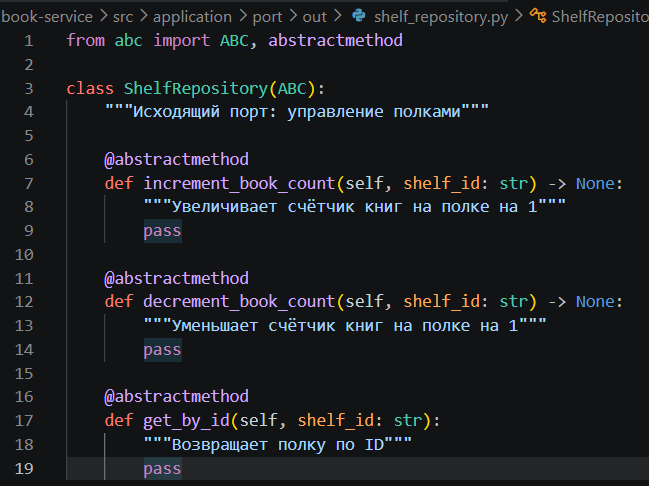 book-service > src > application > port > out > shelf_repository.py > ShelfReposito
1 from abc import ABC, abstractmethod
2
3 class ShelfRepository(ABC):
4 """Исходящий порт: управление полками"""
5
6 @abstractmethod
7 def increment_book_count(self, shelf_id: str) -> None:
8 """Увеличивает счётчик книг на полке на 1"""
9 pass
10
11 @abstractmethod
12 def decrement_book_count(self, shelf_id: str) -> None:
13 """Уменьшает счётчик книг на полке на 1"""
14 pass
15
16 @abstractmethod
17 def get_by_id(self, shelf_id: str):
18 """Возвращает полку по ID"""
19 pass